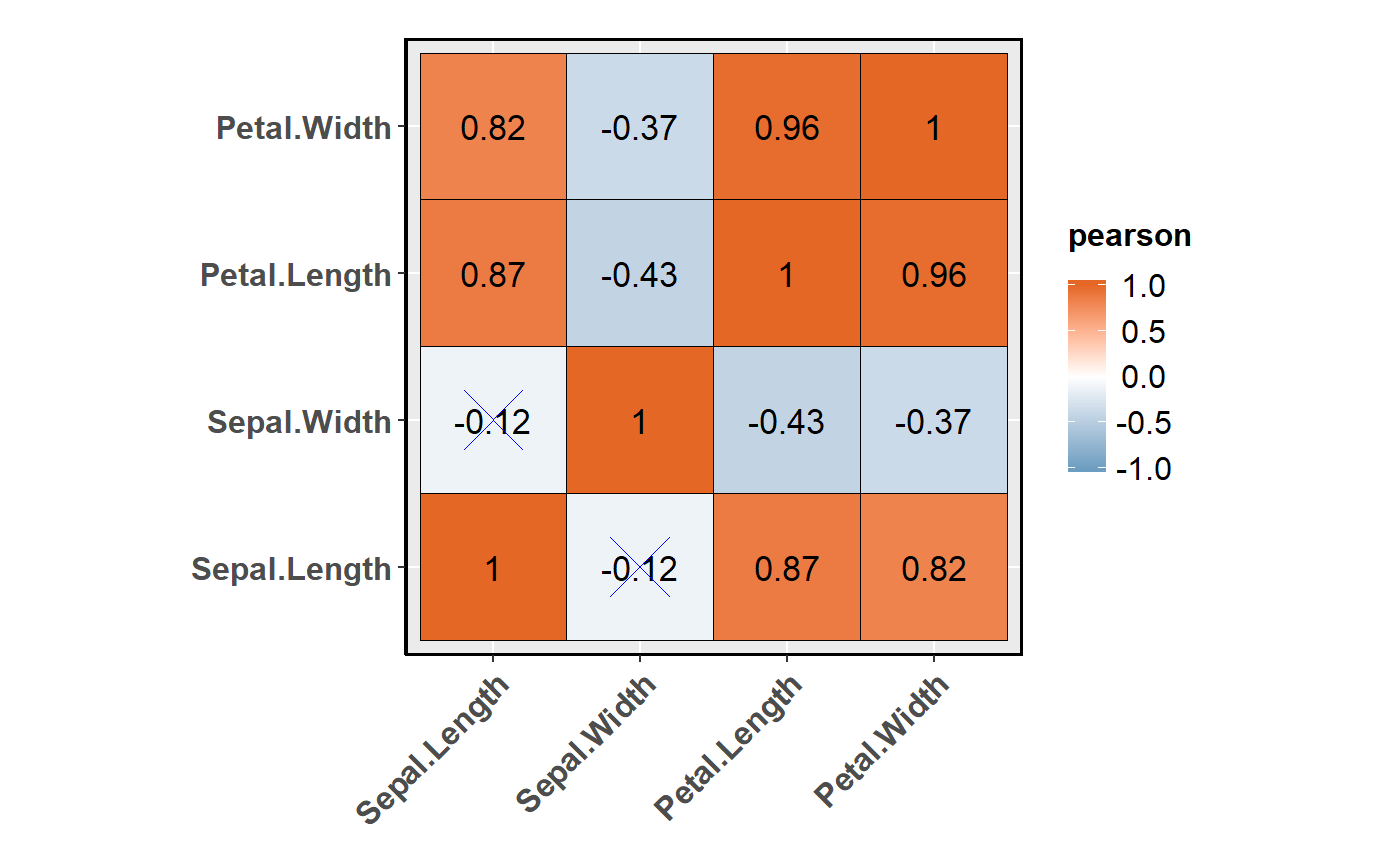 Petal.Width 0.82 -0.37 0.96 1
Petal.Length 0.87 -0.43 1 0.96
Sepal.Width -0.12 1 -0.43 -0.37
Sepal.Length 1 -0.12 0.87 0.82
Sepal.Length Sepal.Width Petal.Length Petal.Width
pearson
1.0
0.5
0.0
-0.5
-1.0